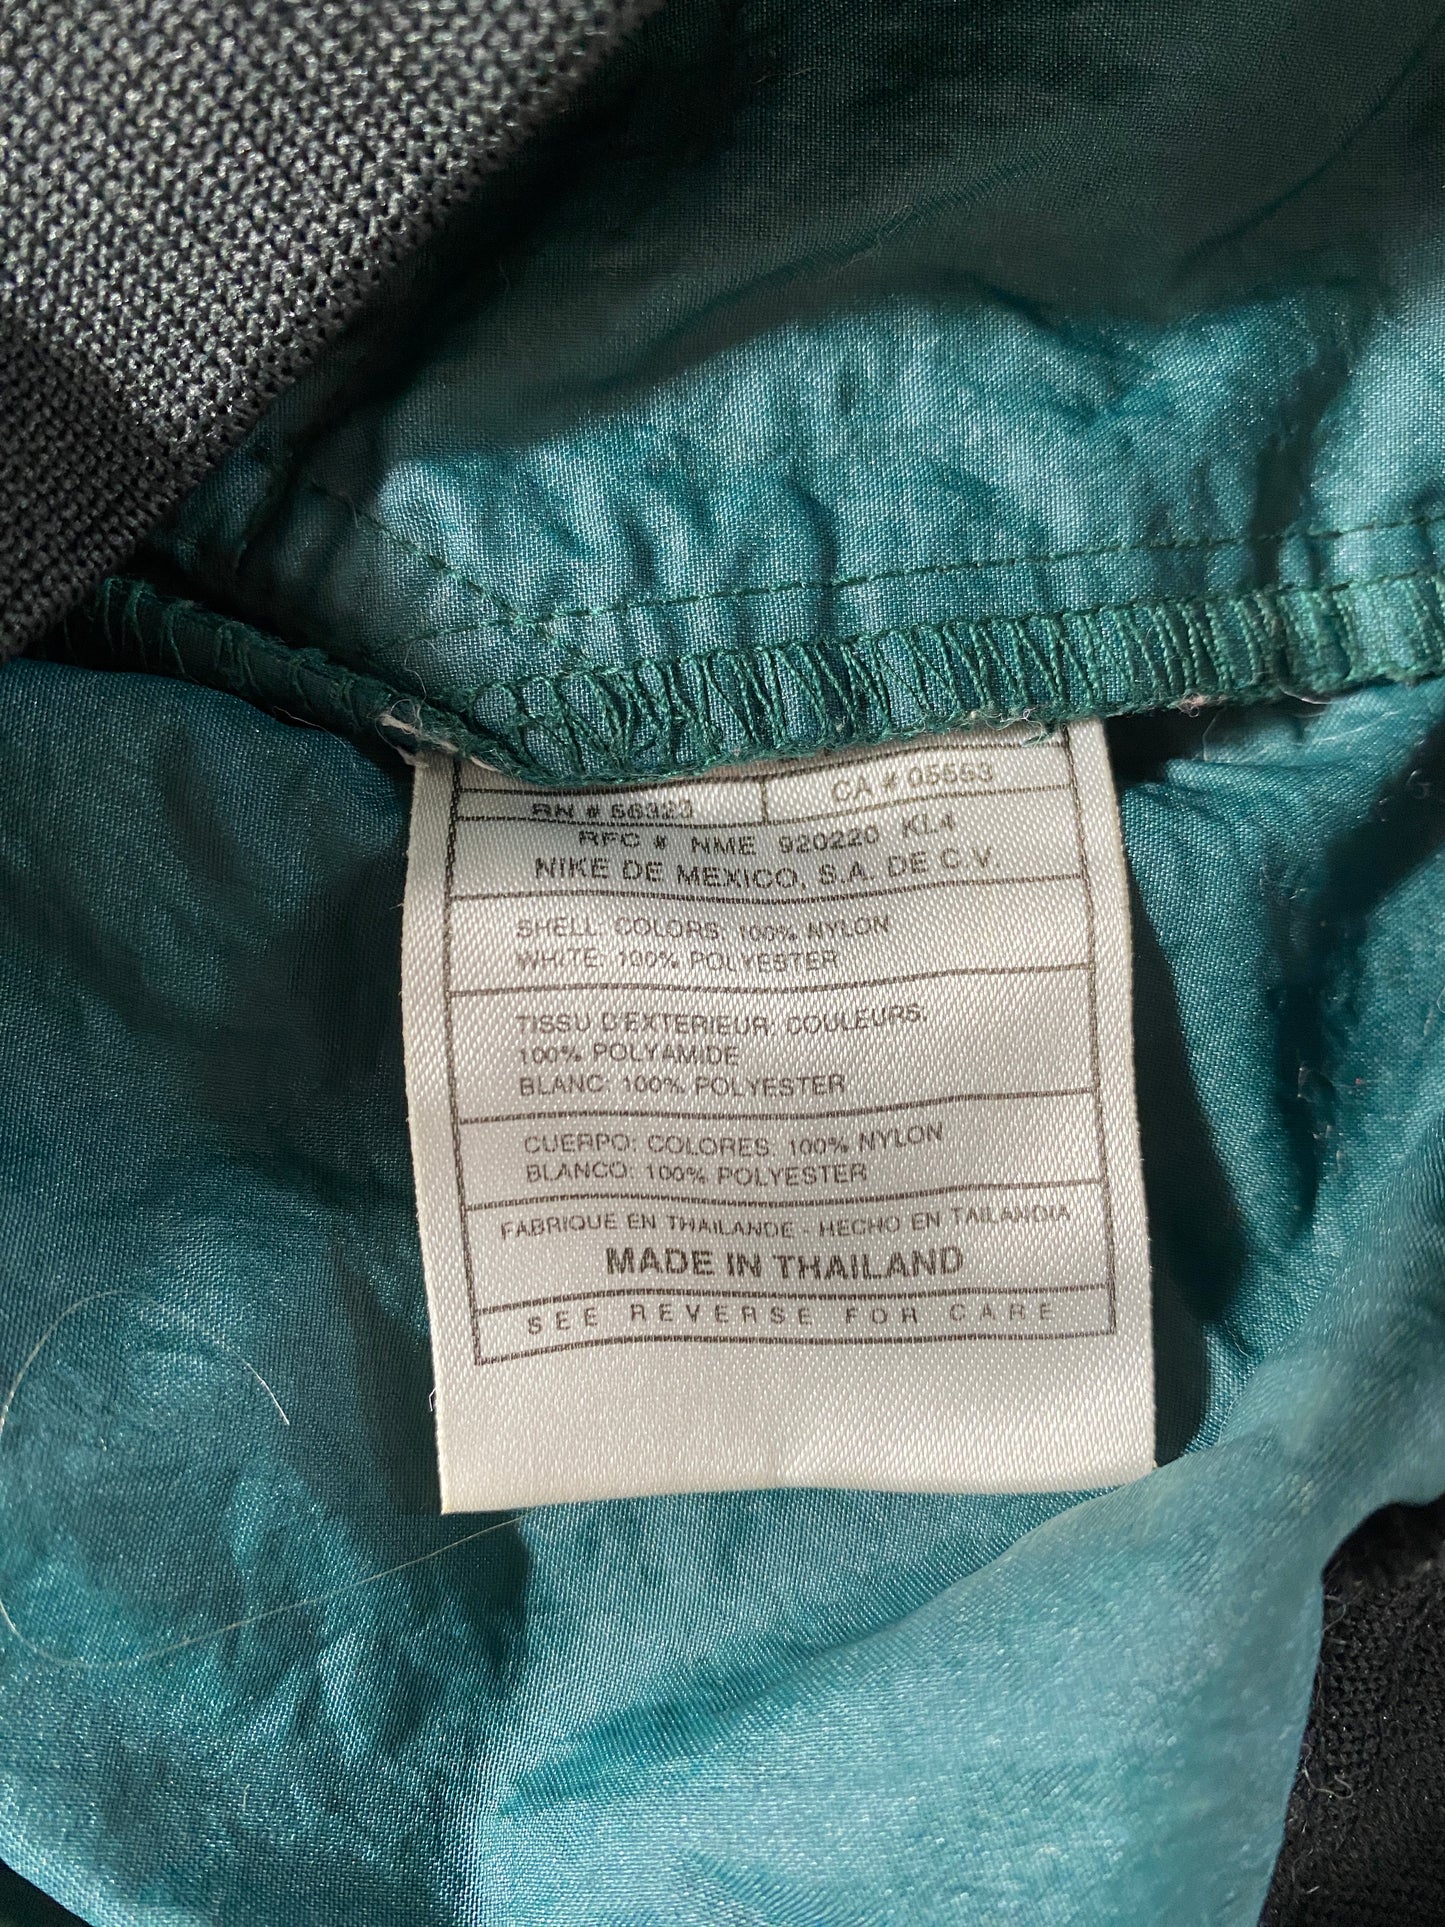 RN # 56323 CA # 05553
RFC # NME 920220 KL4
NIKE DE MEXICO, S.A. DE C.V.
SHELL: COLORS: 100% NYLON
WHITE: 100% POLYESTER
TISSU D'EXTERIEUR: COULEURS:
100% POLYAMIDE
BLANC: 100% POLYESTER
CUERPO: COLORES: 100% NYLON
BLANCO: 100% POLYESTER
FABRIQUE EN THAILANDE - HECHO EN TAILANDIA
MADE IN THAILAND
SEE REVERSE FOR CARE